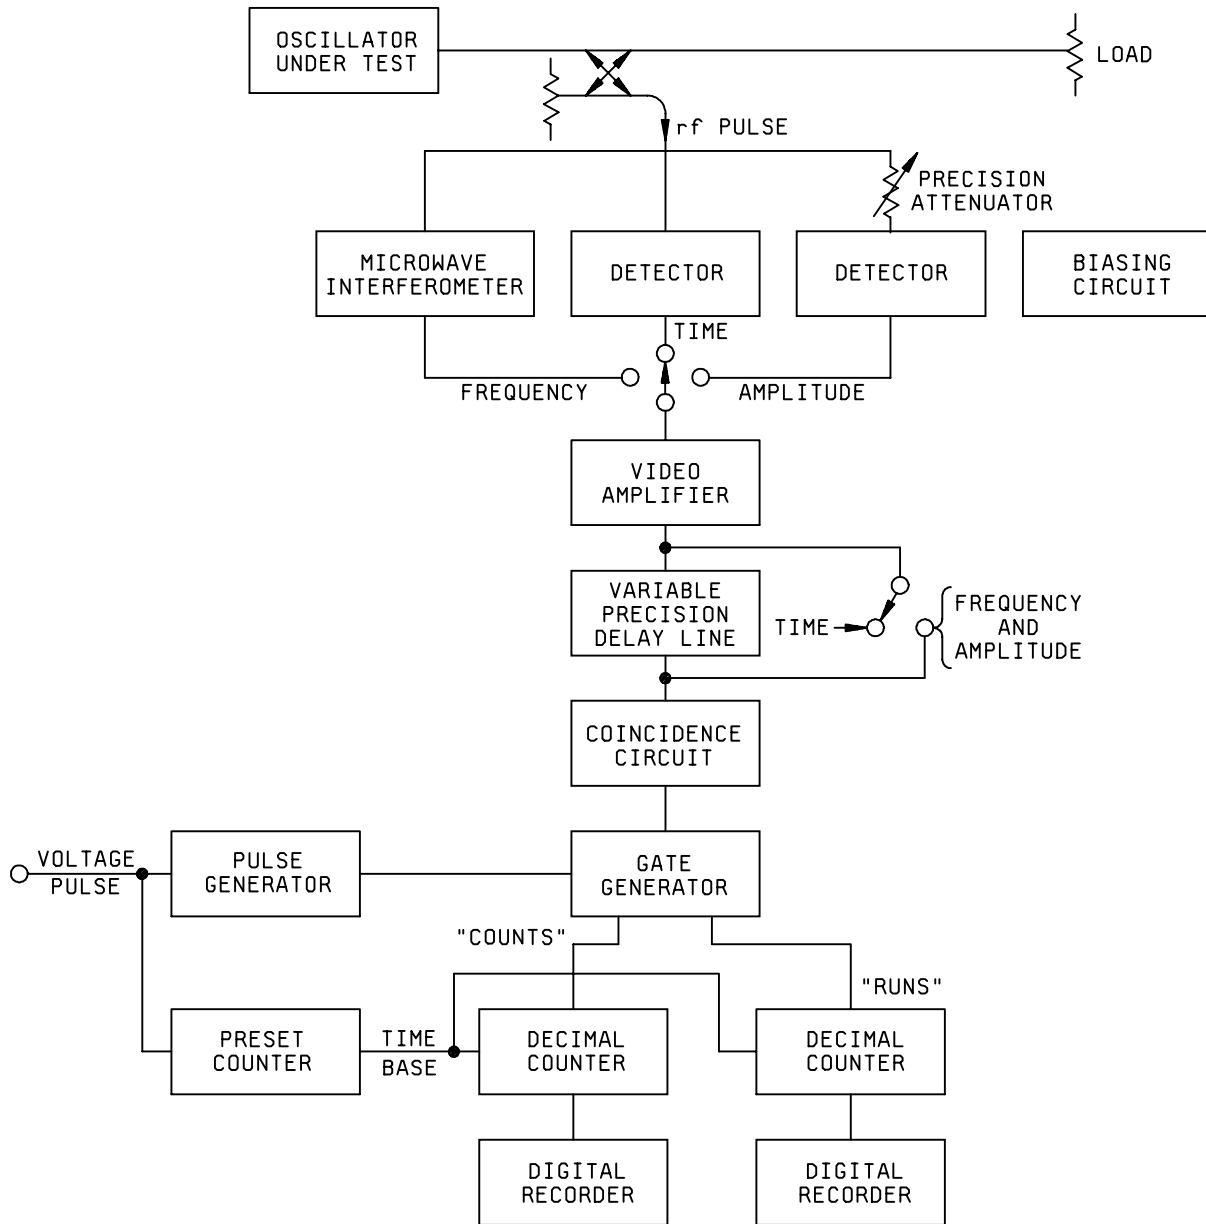 OSCILLATOR
UNDER TEST
LOAD
rf PULSE
PRECISION
ATTENUATOR
MICROWAVE
INTERFEROMETER
DETECTOR
DETECTOR
BIASING
CIRCUIT
TIME
FREQUENCY
AMPLITUDE
VIDEO
AMPLIFIER
VARIABLE
PRECISION
DELAY LINE
TIME
FREQUENCY
AND
AMPLITUDE
COINCIDENCE
CIRCUIT
VOLTAGE
PULSE
PULSE
GENERATOR
GATE
GENERATOR
"COUNTS"
"RUNS"
PRESET
COUNTER
TIME
BASE
DECIMAL
COUNTER
DECIMAL
COUNTER
DIGITAL
RECORDER
DIGITAL
RECORDER